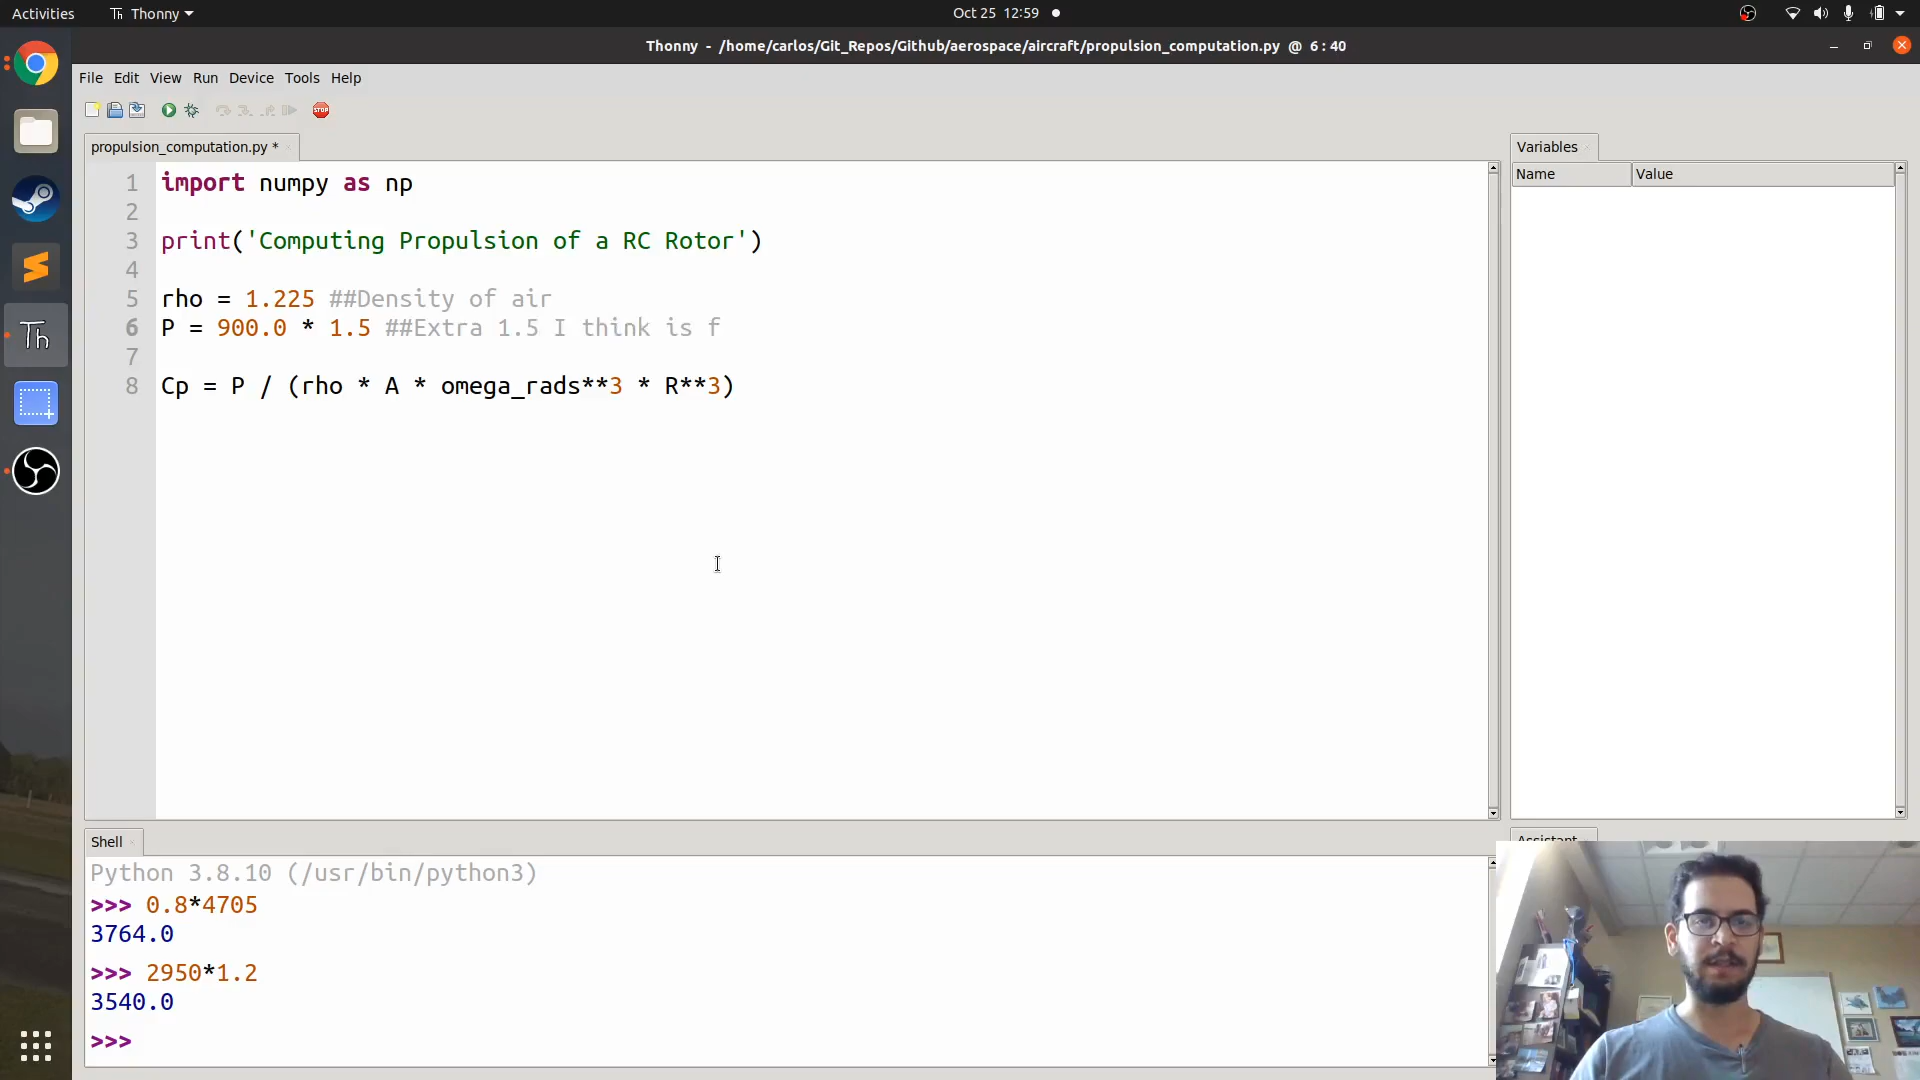 Activities
Th Thonny
Oct 25 12:59
Thonny - /home/carlos/Git_Repos/Github/aerospace/aircraft/propulsion_computation.py @ 6 : 40
File Edit View Run Device Tools Help
STOP
propulsion_computation.py *
1 import numpy as np
2
3 print('Computing Propulsion of a RC Rotor')
4
5 rho = 1.225 ##Density of air
6 P = 900.0 * 1.5 ##Extra 1.5 I think is f
7
8 Cp = P / (rho * A * omega_rads**3 * R**3)
Variables
Name Value
Th
Shell
Assistant
Python 3.8.10 (/usr/bin/python3)
>>> 0.8*4705
3764.0
>>> 2950*1.2
3540.0
>>>